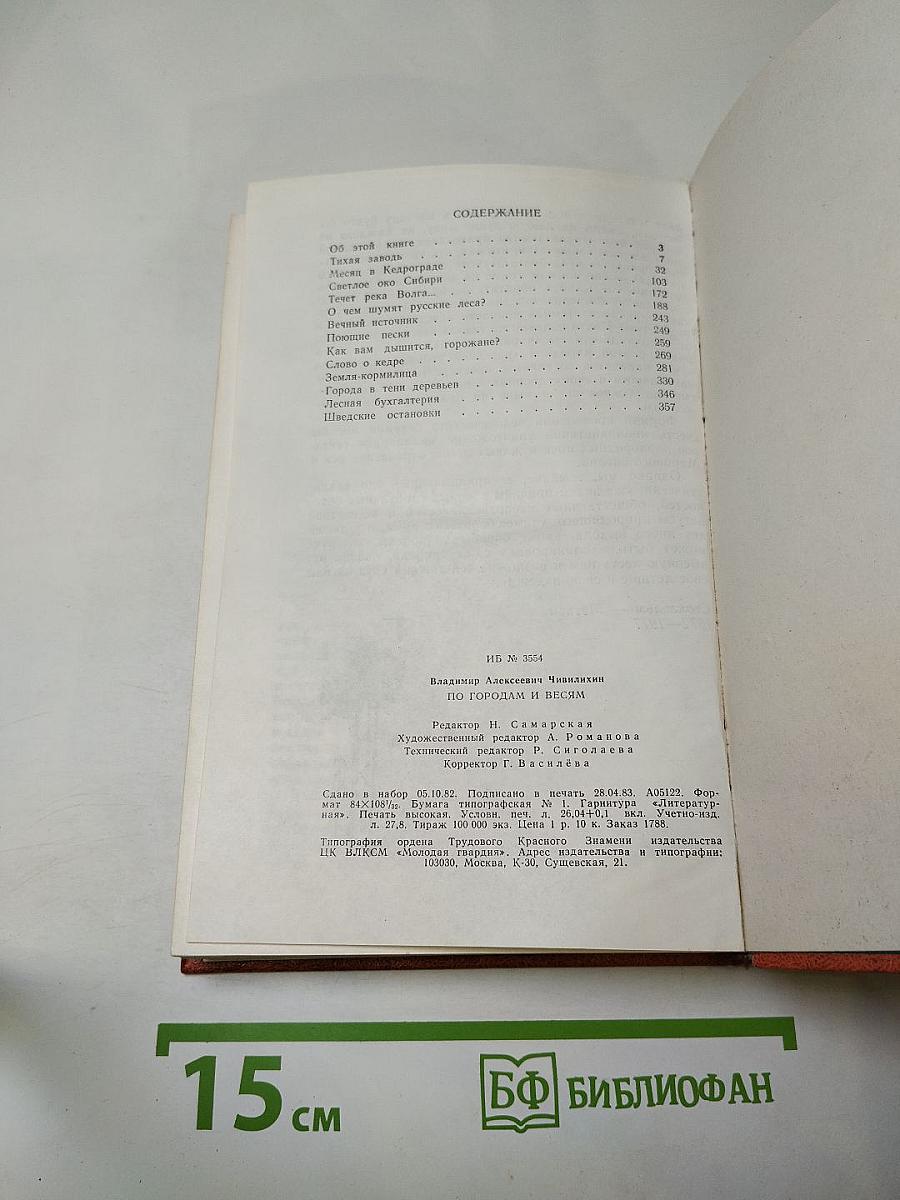 СОДЕРЖАНИЕ
Об этой книге . . . . . . . . . . . . . . . 3
Тихая заводь . . . . . . . . . . . . . . . 7
Месяц в Кедрограде . . . . . . . . . . . . . 32
Светлое око Сибири . . . . . . . . . . . . . 103
Течет река Волга... . . . . . . . . . . . . . 172
О чем шумят русские леса? . . . . . . . . . . 188
Вечный источник . . . . . . . . . . . . . . 243
Поющие пески . . . . . . . . . . . . . . . 249
Как вам дышится, горожане? . . . . . . . . . 259
Слово о кедре . . . . . . . . . . . . . . . 269
Земля-кормилица . . . . . . . . . . . . . . 281
Города в тени деревьев . . . . . . . . . . . 330
Лесная бухгалтерия . . . . . . . . . . . . . 346
Шведские остановки . . . . . . . . . . . . . 357
ИБ № 3554
Владимир Алексеевич Чивилихин
ПО ГОРОДАМ И ВЕСЯМ
Редактор Н. Самарская
Художественный редактор А. Романова
Технический редактор Р. Сиголаева
Корректор Г. Василёва
Сдано в набор 05.10.82. Подписано в печать 28.04.83. А05122. Фор-
мат 84×108¹/₃₂. Бумага типографская № 1. Гарнитура «Литератур-
ная». Печать высокая. Условн. печ. л. 26,04+0,1 вкл. Учетно-изд.
л. 27,8. Тираж 100 000 экз. Цена 1 р. 10 к. Заказ 1788.
Типография ордена Трудового Красного Знамени издательства
ЦК ВЛКСМ «Молодая гвардия». Адрес издательства и типографии:
103030, Москва, К-30, Сущевская, 21.
15 см
БФ БИБЛИОФАН